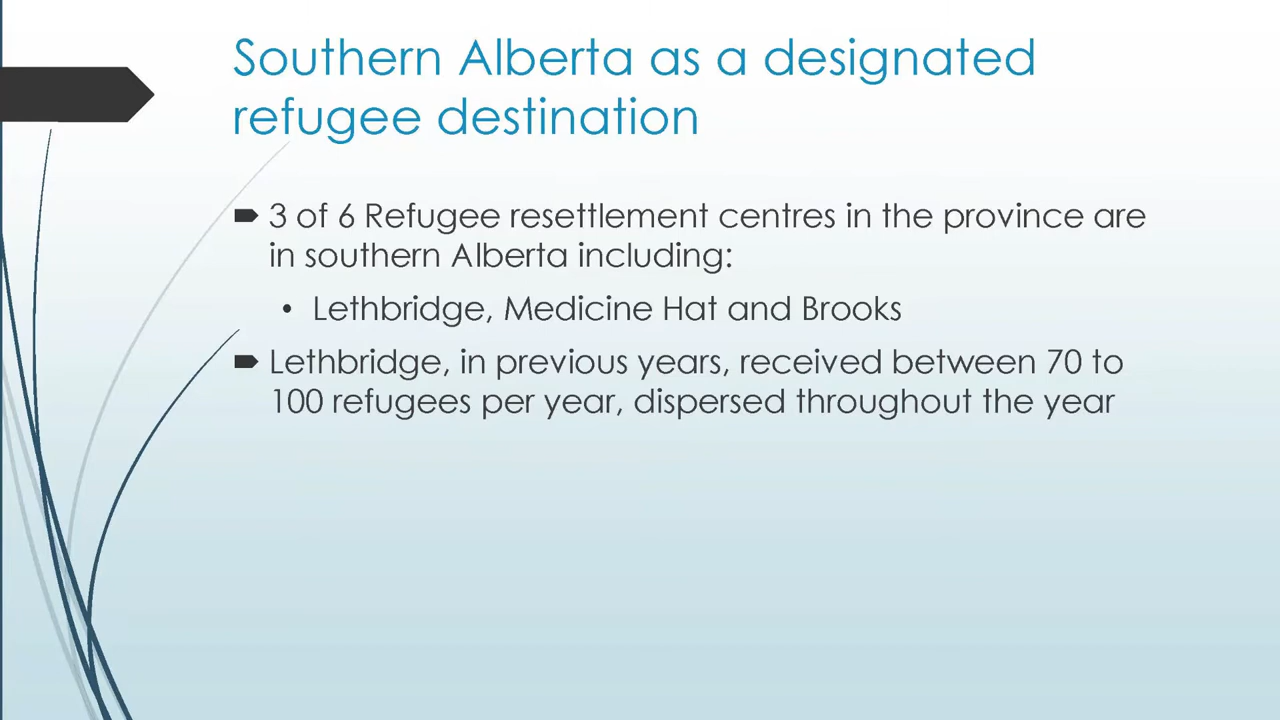 Southern Alberta as a designated
refugee destination
3 of 6 Refugee resettlement centres in the province are
in southern Alberta including:
• Lethbridge, Medicine Hat and Brooks
Lethbridge, in previous years, received between 70 to
100 refugees per year, dispersed throughout the year